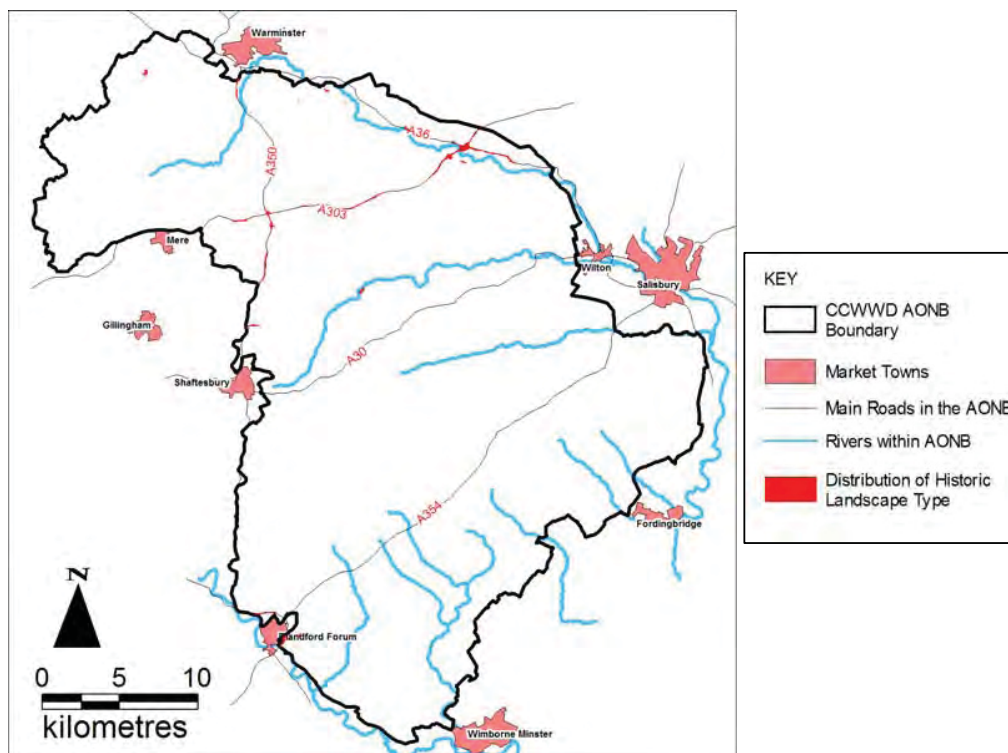 Warminster
A36
A350
A303
Mere
Wilton
Salisbury
Gillingham
A30
Shaftesbury
A354
Fordingbridge
N
Blandford Forum
0 5 10
kilometres
Wimborne Minster
KEY
CCWWD AONB
Boundary
Market Towns
Main Roads in the AONB
Rivers within AONB
Distribution of Historic
Landscape Type